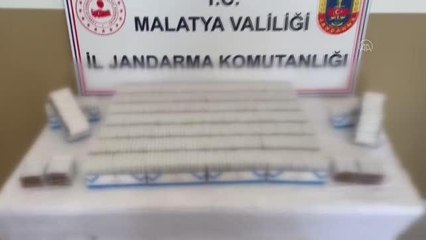 T.C.
MALATYA VALİLİĞİ
İL JANDARMA KOMUTANLIĞI